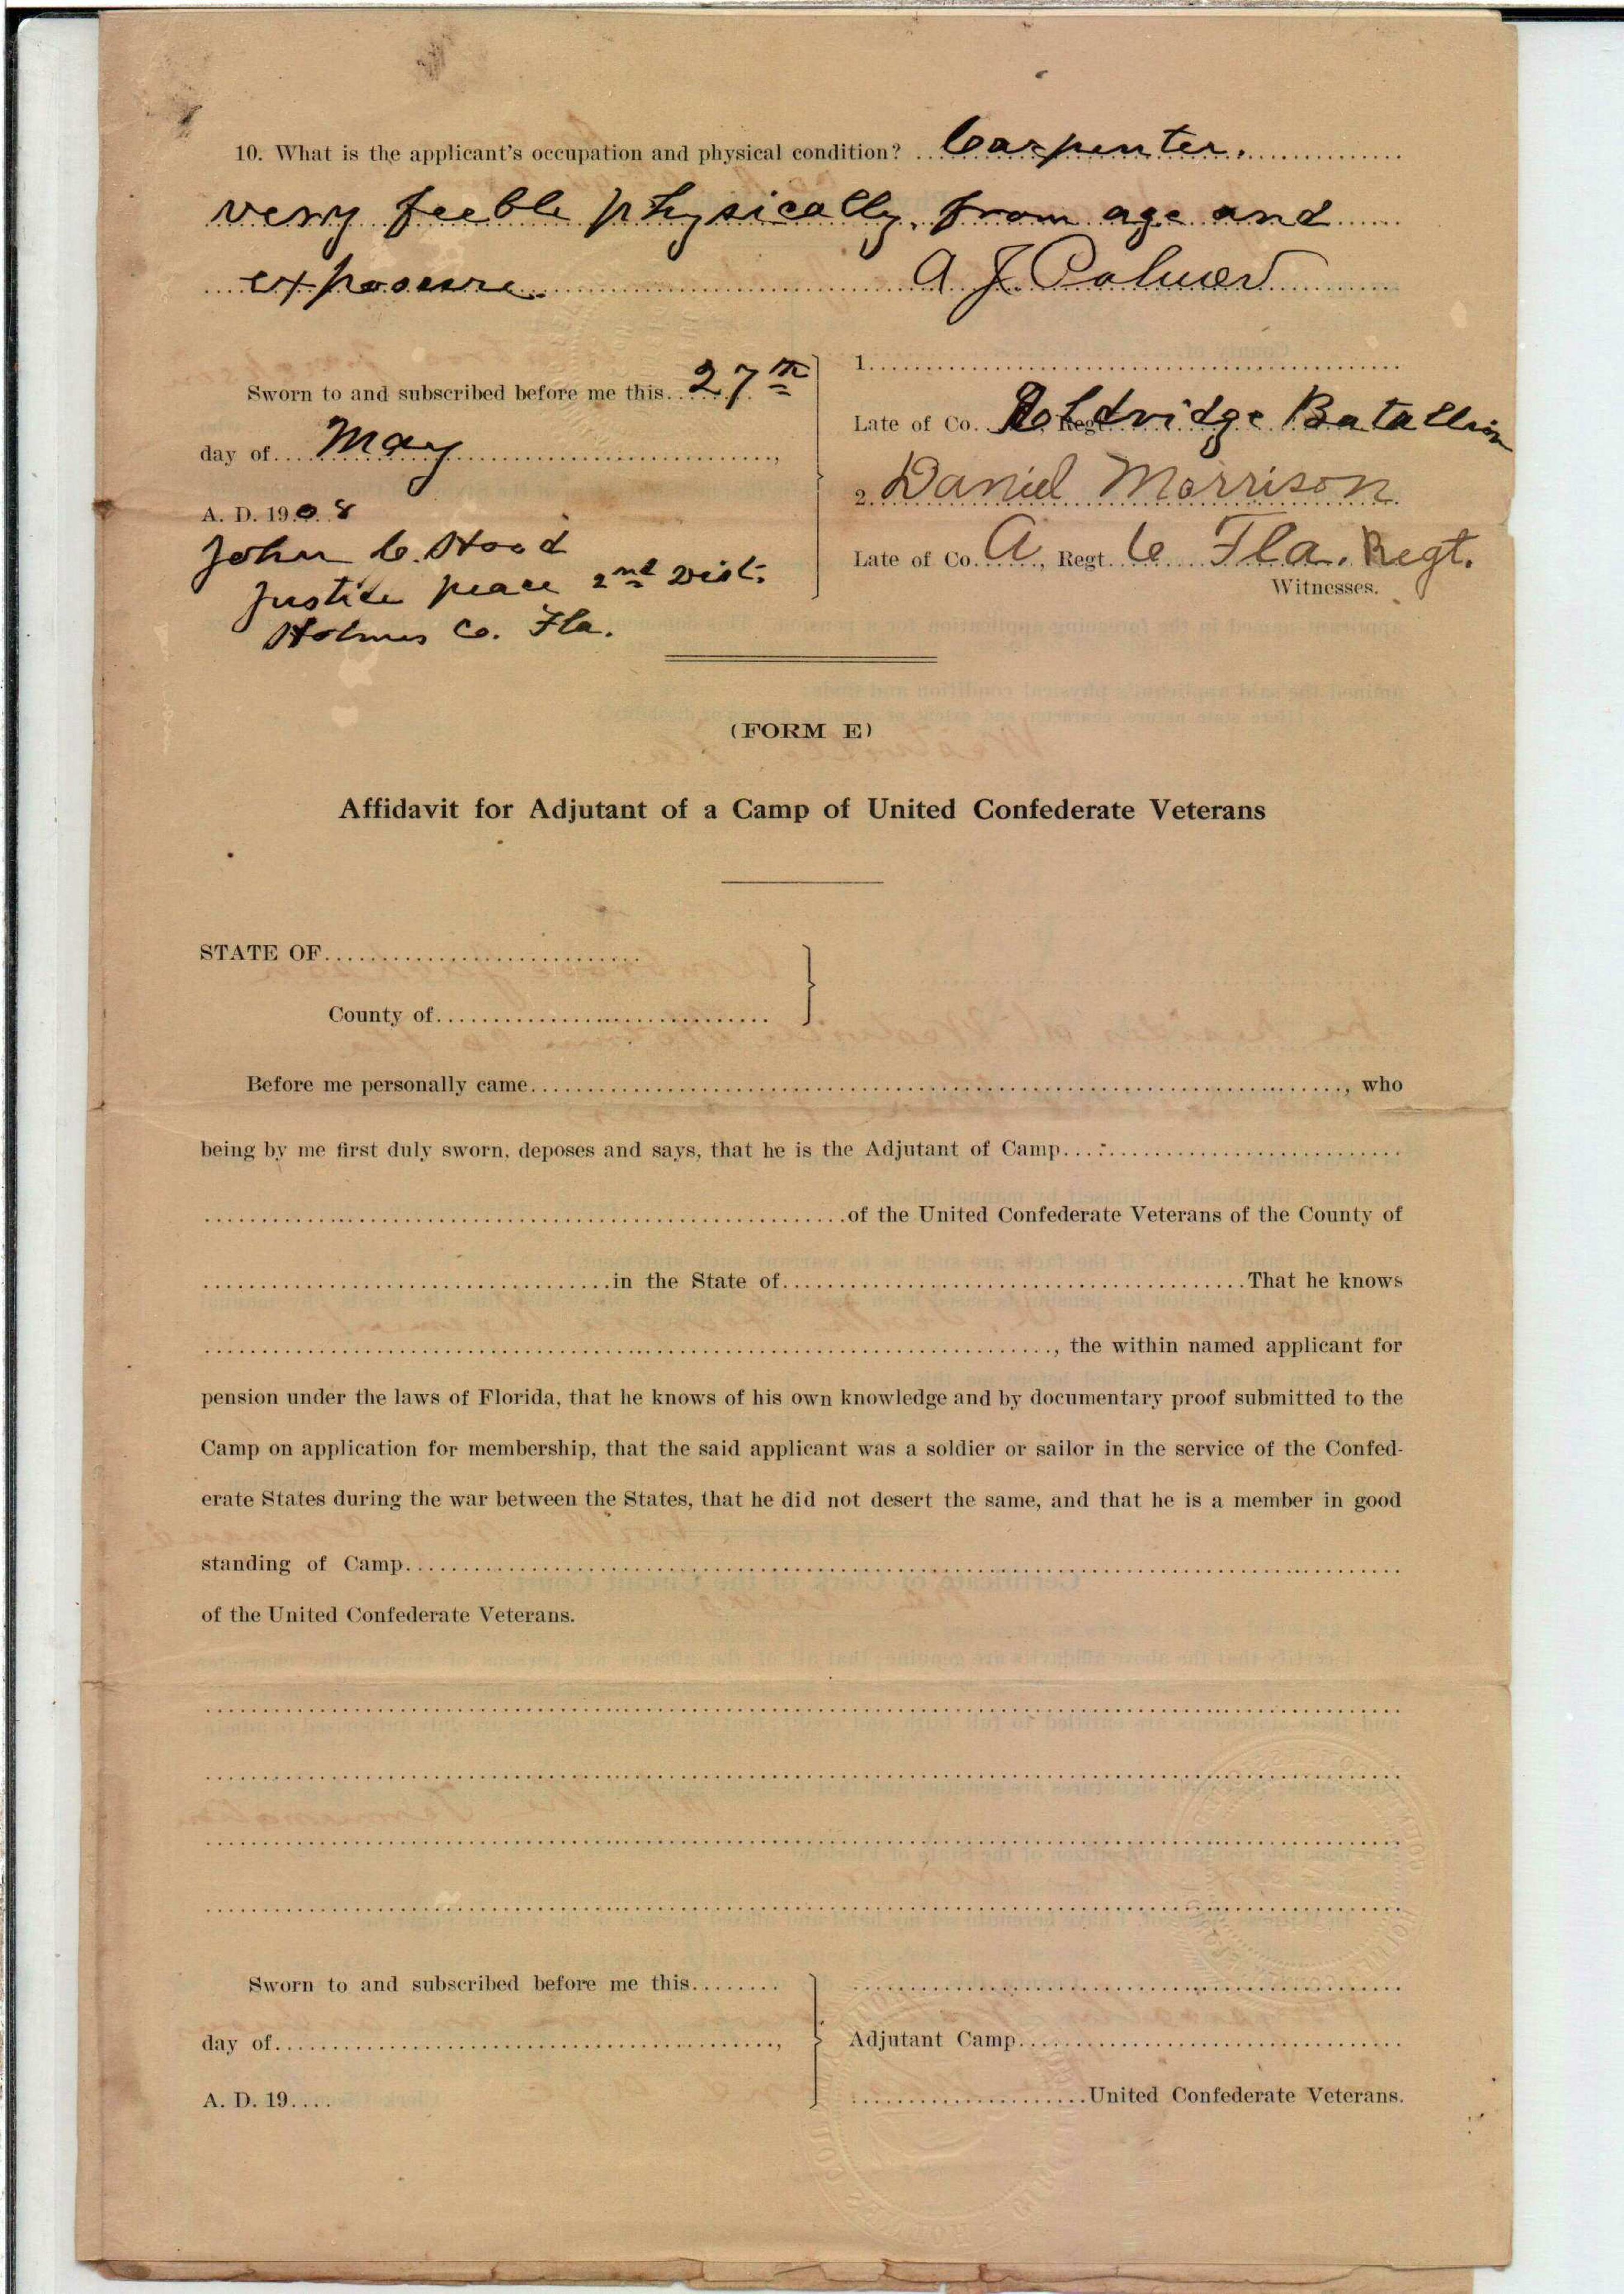 10. What is the applicant's occupation and physical condition? Carpenter.
very feeble physically, from age and
exposure. A J Palmer
Sworn to and subscribed before me this 27th
day of May,
A. D. 1908
John C. Hood
Justice peace 2nd Dist.
Holmes Co. Fla.
1.
Late of Co. Regt. Batallion
2. Daniel Morrison
Late of Co. A, Regt. 6 Fla. Regt.
Witnesses.
(FORM E)
Affidavit for Adjutant of a Camp of United Confederate Veterans
STATE OF
County of
Before me personally came, who
being by me first duly sworn, deposes and says, that he is the Adjutant of Camp
of the United Confederate Veterans of the County of
in the State of That he knows
, the within named applicant for
pension under the laws of Florida, that he knows of his own knowledge and by documentary proof submitted to the
Camp on application for membership, that the said applicant was a soldier or sailor in the service of the Confed-
erate States during the war between the States, that he did not desert the same, and that he is a member in good
standing of Camp
of the United Confederate Veterans.
Sworn to and subscribed before me this
day of,
A. D. 19
Adjutant Camp
United Confederate Veterans.